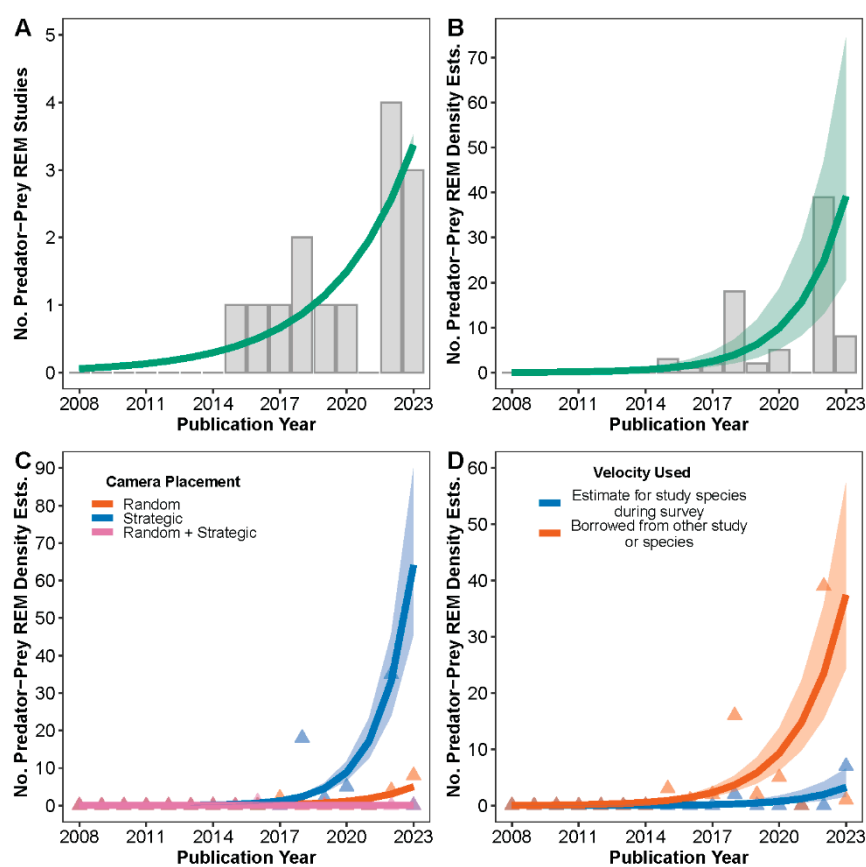 A
No. Predator-Prey REM Studies
5
4
3
2
1
0
2008 2011 2014 2017 2020 2023
Publication Year
B
No. Predator-Prey REM Density Ests.
70
60
50
40
30
20
10
0
2008 2011 2014 2017 2020 2023
Publication Year
C
No. Predator-Prey REM Density Ests.
90
80
70
60
50
40
30
20
10
0
Camera Placement
Random
Strategic
Random + Strategic
2008 2011 2014 2017 2020 2023
Publication Year
D
No. Predator-Prey REM Density Ests.
60
50
40
30
20
10
0
Velocity Used
Estimate for study species
during survey
Borrowed from other study
or species
2008 2011 2014 2017 2020 2023
Publication Year